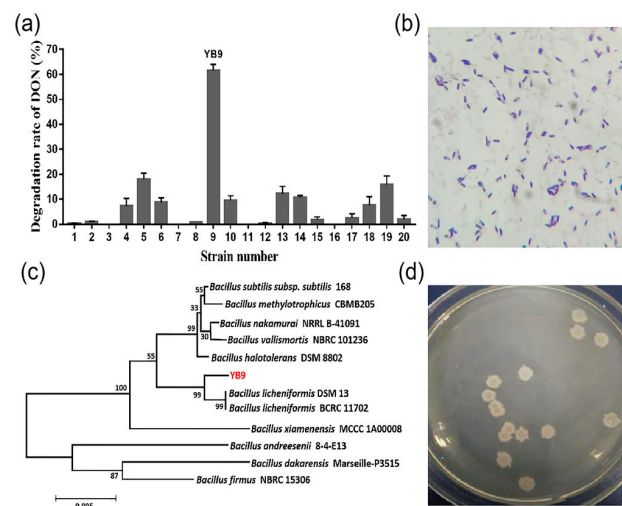 (a)
(b)
Degradation rate of DON (%)
70
60
50
40
30
20
10
0
YB9
1 2 3 4 5 6 7 8 9 10 11 12 13 14 15 16 17 18 19 20
Strain number
(c)
(d)
Bacillus subtilis subsp. subtilis 168
Bacillus methylotrophicus CBMB205
Bacillus nakamurai NRRL B-41091
Bacillus vallismortis NBRC 101236
Bacillus halotolerans DSM 8802
YB9
Bacillus licheniformis DSM 13
Bacillus licheniformis BCRC 11702
Bacillus xiamenensis MCCC 1A00008
Bacillus andreesenii 8-4-E13
Bacillus dakarensis Marseille-P3515
Bacillus firmus NBRC 15306
55
33
30
99
55
99
99
100
87